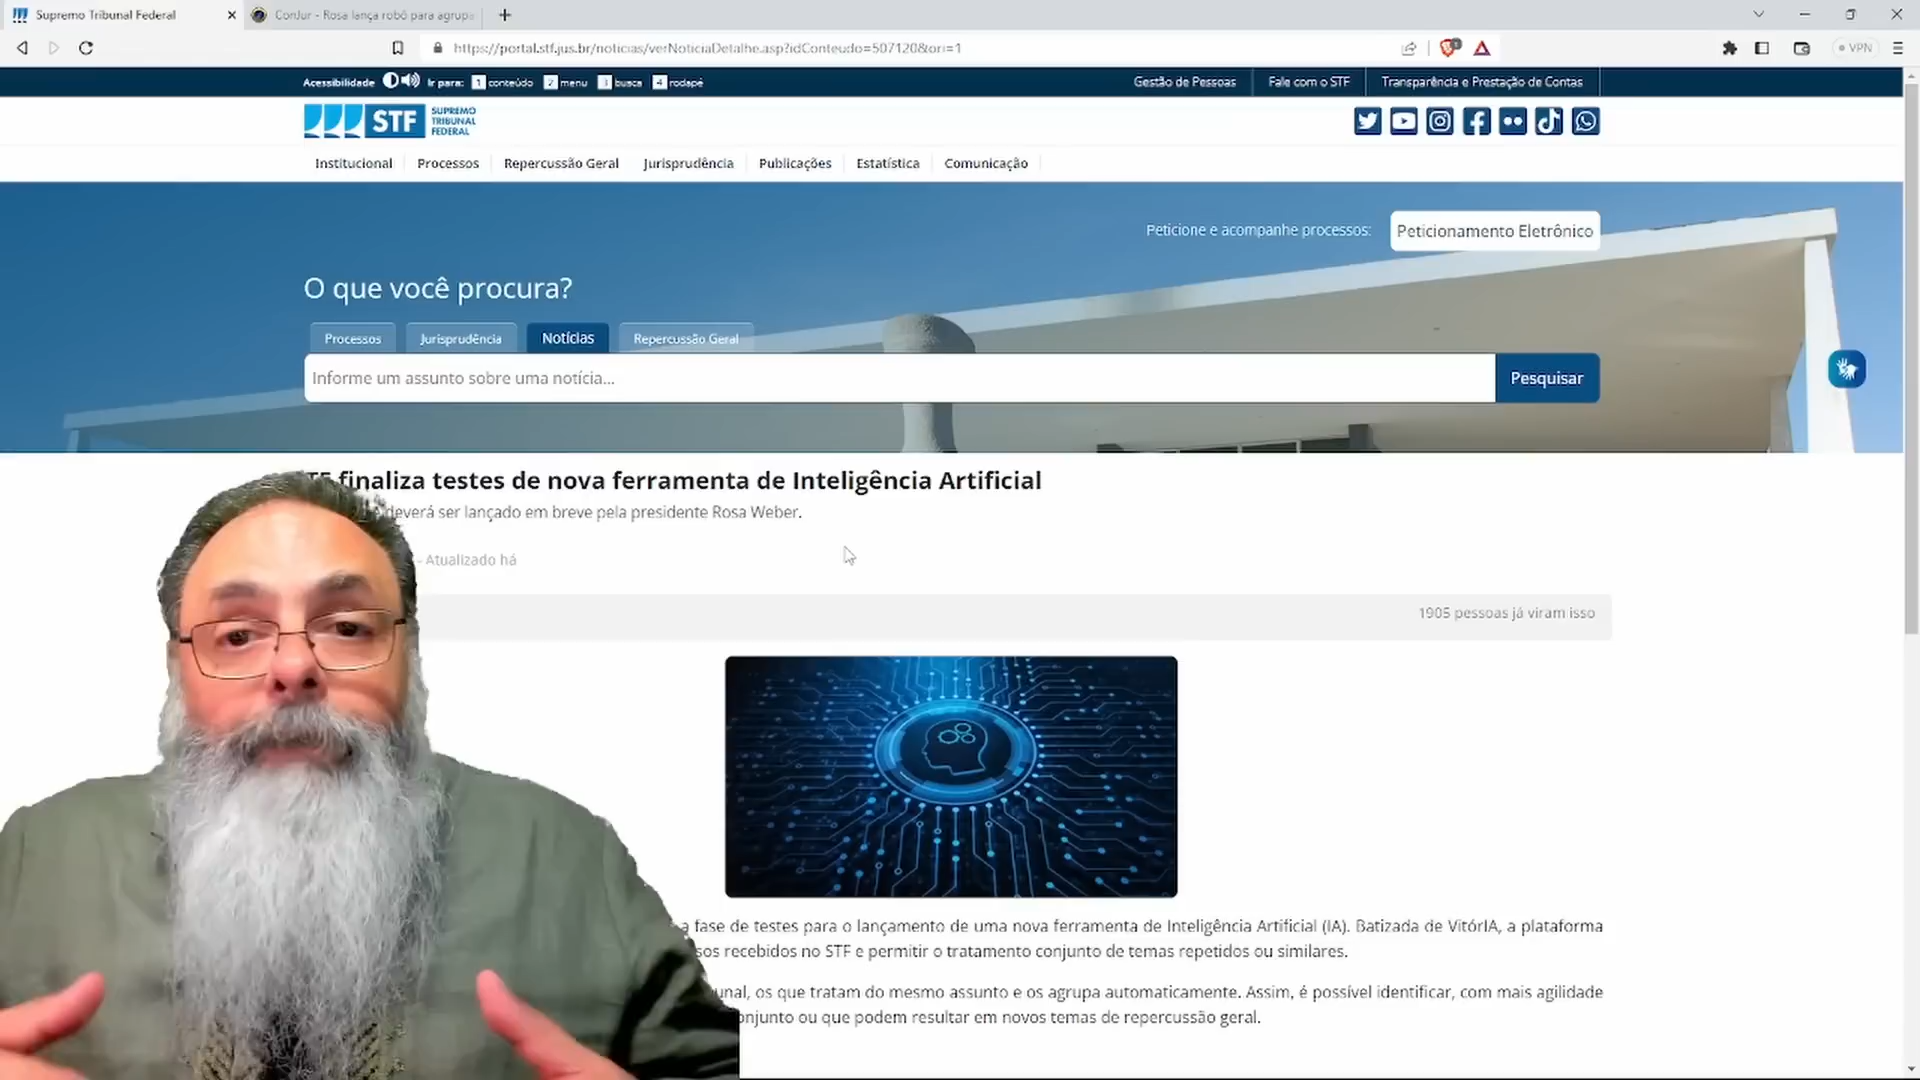 Supremo Tribunal Federal
ConJur - Rosa lança robô para agrupa
https://portal.stf.jus.br/noticias/verNoticiaDetalhe.asp?idConteudo=507120&ori=1
VPN
Acessibilidade Ir para: 1 conteúdo 2 menu 3 busca 4 rodapé
Gestão de Pessoas Fale com o STF Transparência e Prestação de Contas
STF SUPREMO TRIBUNAL FEDERAL
Institucional Processos Repercussão Geral Jurisprudência Publicações Estatística Comunicação
Peticione e acompanhe processos: Peticionamento Eletrônico
O que você procura?
Processos Jurisprudência Notícias Repercussão Geral
Informe um assunto sobre uma notícia... Pesquisar
finaliza testes de nova ferramenta de Inteligência Artificial
deverá ser lançado em breve pela presidente Rosa Weber.
- Atualizado há
1905 pessoas já viram isso
a fase de testes para o lançamento de uma nova ferramenta de Inteligência Artificial (IA). Batizada de VitórIA, a plataforma
sos recebidos no STF e permitir o tratamento conjunto de temas repetidos ou similares.
unal, os que tratam do mesmo assunto e os agrupa automaticamente. Assim, é possível identificar, com mais agilidade
onjunto ou que podem resultar em novos temas de repercussão geral.